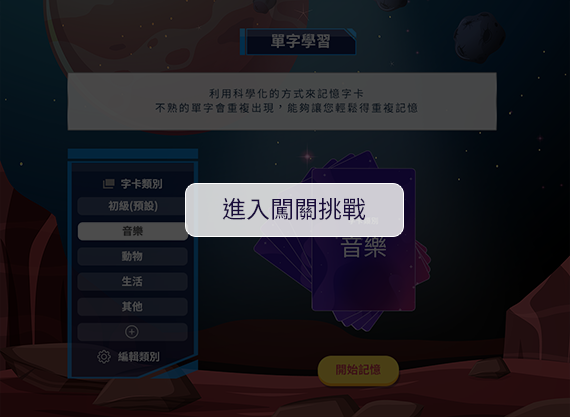 單字學習
利用科學化的方式來記憶字卡
不熟的單字會重複出現，能夠讓您輕鬆得重複記憶
字卡類別
初級(預設)
音樂
動物
生活
其他
編輯類別
進入闖關挑戰
音樂
開始記憶